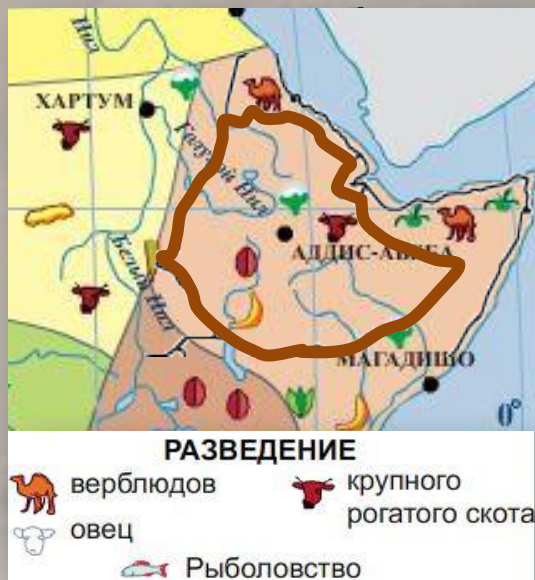 Нил
ХАРТУМ
Голубой Нил
Белый Нил
АДДИС-АБЕБА
МАГАДИШО
0°
РАЗВЕДЕНИЕ
верблюдов
крупного
рогатого скота
овец
Рыболовство